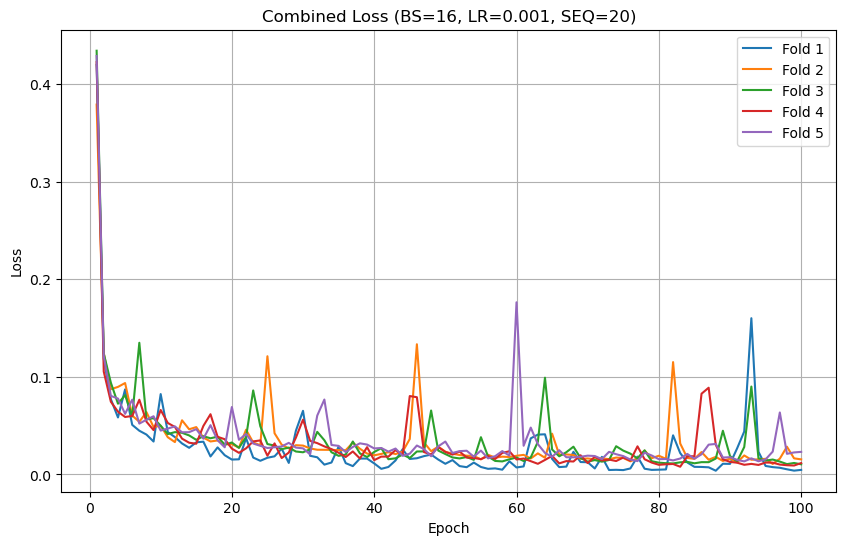 Combined Loss (BS=16, LR=0.001, SEQ=20)
Fold 1
Fold 2
Fold 3
Fold 4
Fold 5
0.4
0.3
0.2
0.1
0.0
Loss
0 20 40 60 80 100
Epoch